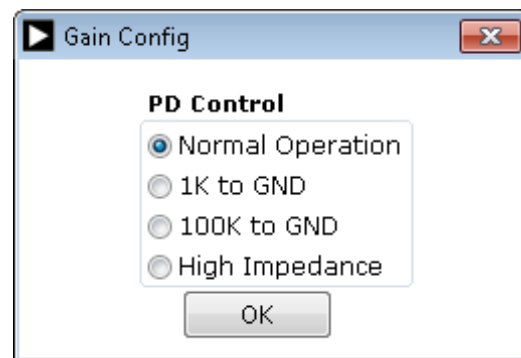 Gain Config
PD Control
Normal Operation
1K to GND
100K to GND
High Impedance
OK